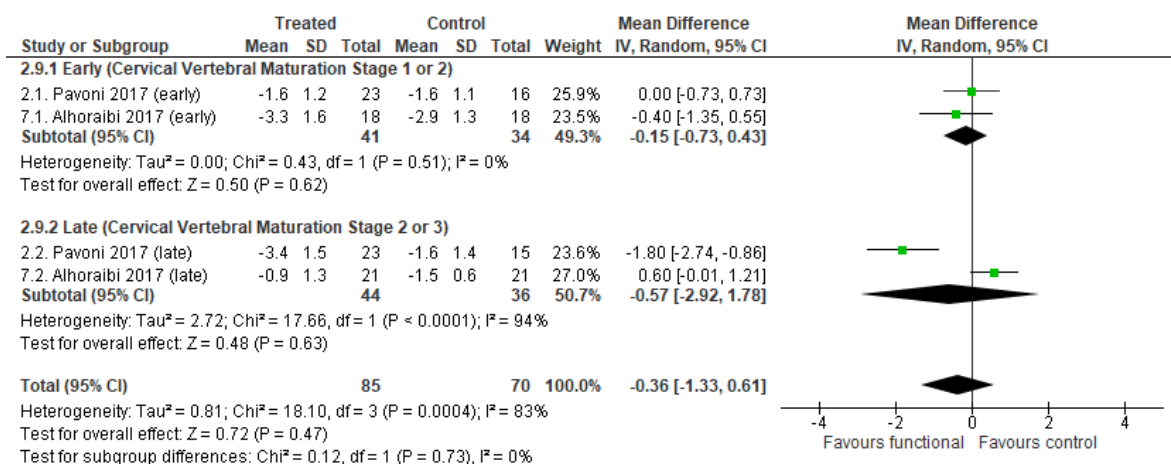 Treated Control Mean Difference Mean Difference
Study or Subgroup Mean SD Total Mean SD Total Weight IV, Random, 95% CI IV, Random, 95% CI
2.9.1 Early (Cervical Vertebral Maturation Stage 1 or 2)
2.1. Pavoni 2017 (early) -1.6 1.2 23 -1.6 1.1 16 25.9% 0.00 [-0.73, 0.73]
7.1. Alhoraibi 2017 (early) -3.3 1.6 18 -2.9 1.3 18 23.5% -0.40 [-1.35, 0.55]
Subtotal (95% CI) 41 34 49.3% -0.15 [-0.73, 0.43]
Heterogeneity: Tau² = 0.00; Chi² = 0.43, df = 1 (P = 0.51); I² = 0%
Test for overall effect: Z = 0.50 (P = 0.62)
2.9.2 Late (Cervical Vertebral Maturation Stage 2 or 3)
2.2. Pavoni 2017 (late) -3.4 1.5 23 -1.6 1.4 15 23.6% -1.80 [-2.74, -0.86]
7.2. Alhoraibi 2017 (late) -0.9 1.3 21 -1.5 0.6 21 27.0% 0.60 [-0.01, 1.21]
Subtotal (95% CI) 44 36 50.7% -0.57 [-2.92, 1.78]
Heterogeneity: Tau² = 2.72; Chi² = 17.66, df = 1 (P < 0.0001); I² = 94%
Test for overall effect: Z = 0.48 (P = 0.63)
Total (95% CI) 85 70 100.0% -0.36 [-1.33, 0.61]
Heterogeneity: Tau² = 0.81; Chi² = 18.10, df = 3 (P = 0.0004); I² = 83%
Test for overall effect: Z = 0.72 (P = 0.47)
Test for subgroup differences: Chi² = 0.12, df = 1 (P = 0.73), I² = 0%
-4 -2 0 2 4
Favours functional Favours control